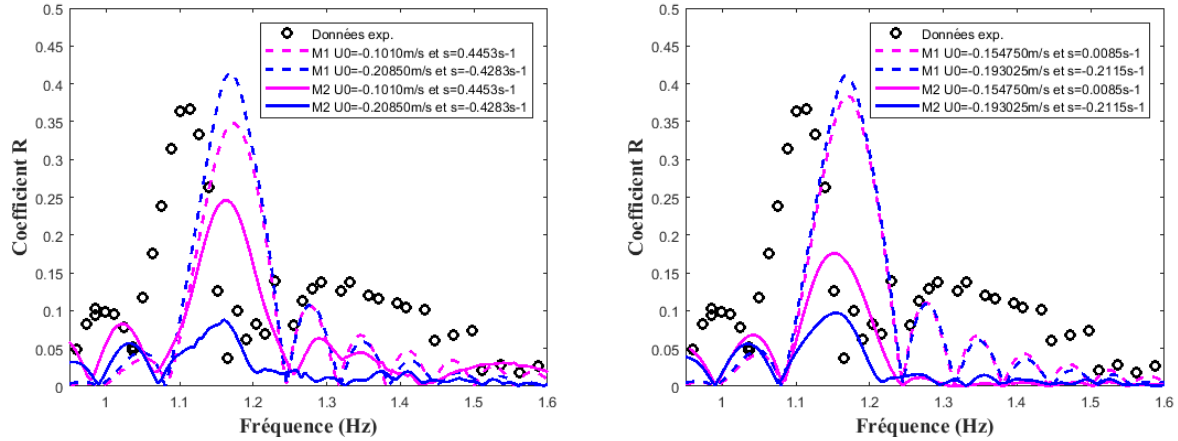 0.5
0.45
0.4
0.35
0.3
0.25
0.2
0.15
0.1
0.05
0
Coefficient R
Données exp.
M1 U0=-0.1010m/s et s=0.4453s-1
M1 U0=-0.20850m/s et s=-0.4283s-1
M2 U0=-0.1010m/s et s=0.4453s-1
M2 U0=-0.20850m/s et s=-0.4283s-1
1 1.1 1.2 1.3 1.4 1.5 1.6
Fréquence (Hz)
0.5
0.45
0.4
0.35
0.3
0.25
0.2
0.15
0.1
0.05
0
Coefficient R
Données exp.
M1 U0=-0.154750m/s et s=0.0085s-1
M1 U0=-0.193025m/s et s=-0.2115s-1
M2 U0=-0.154750m/s et s=0.0085s-1
M2 U0=-0.193025m/s et s=-0.2115s-1
1 1.1 1.2 1.3 1.4 1.5 1.6
Fréquence (Hz)